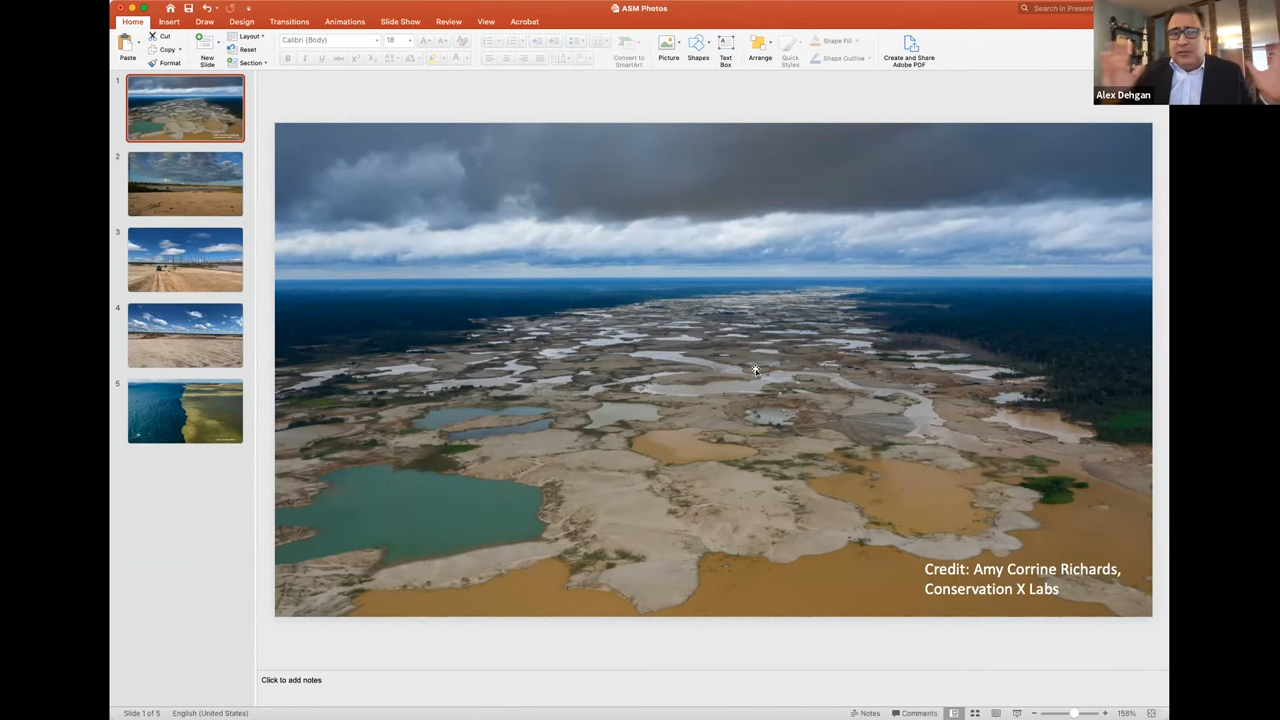 ASM Photos
Search in Present
Home Insert Draw Design Transitions Animations Slide Show Review View Acrobat
Paste
Cut
Copy
Format
New Slide
Layout
Reset
Section
Calibri (Body) 18
Convert to SmartArt
Picture
Shapes
Text Box
Arrange
Quick Styles
Shape Fill
Shape Outline
Create and Share Adobe PDF
Alex Dehgan
1
2
3
4
5
Credit: Amy Corrine Richards,
Conservation X Labs
Click to add notes
Slide 1 of 5 English (United States) Notes Comments 158%